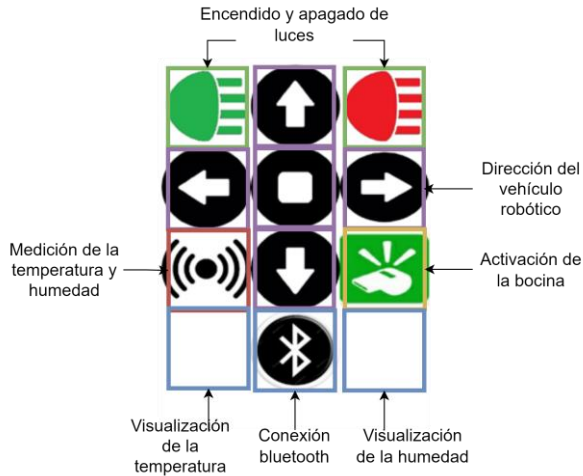 Encendido y apagado de
luces
Dirección del
vehículo
robótico
Medición de la
temperatura y
humedad
Activación de
la bocina
Visualización
de la
temperatura
Conexión
bluetooth
Visualización
de la humedad